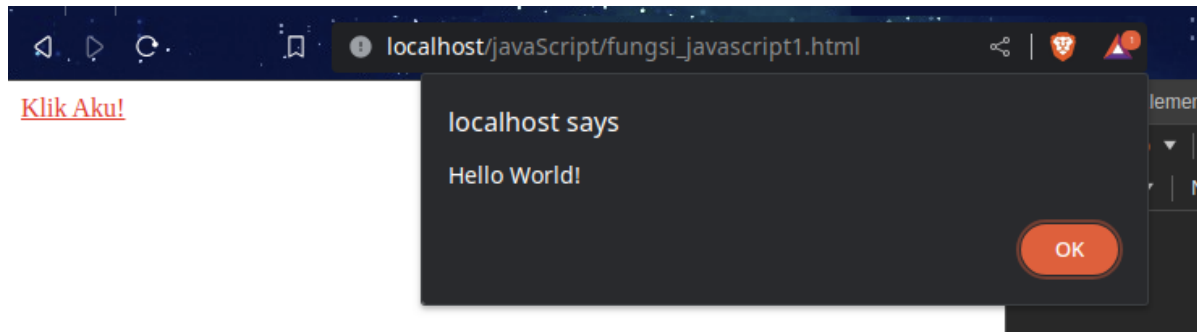 localhost/javaScript/fungsi_javascript1.html
Klik Aku!
localhost says
Hello World!
OK